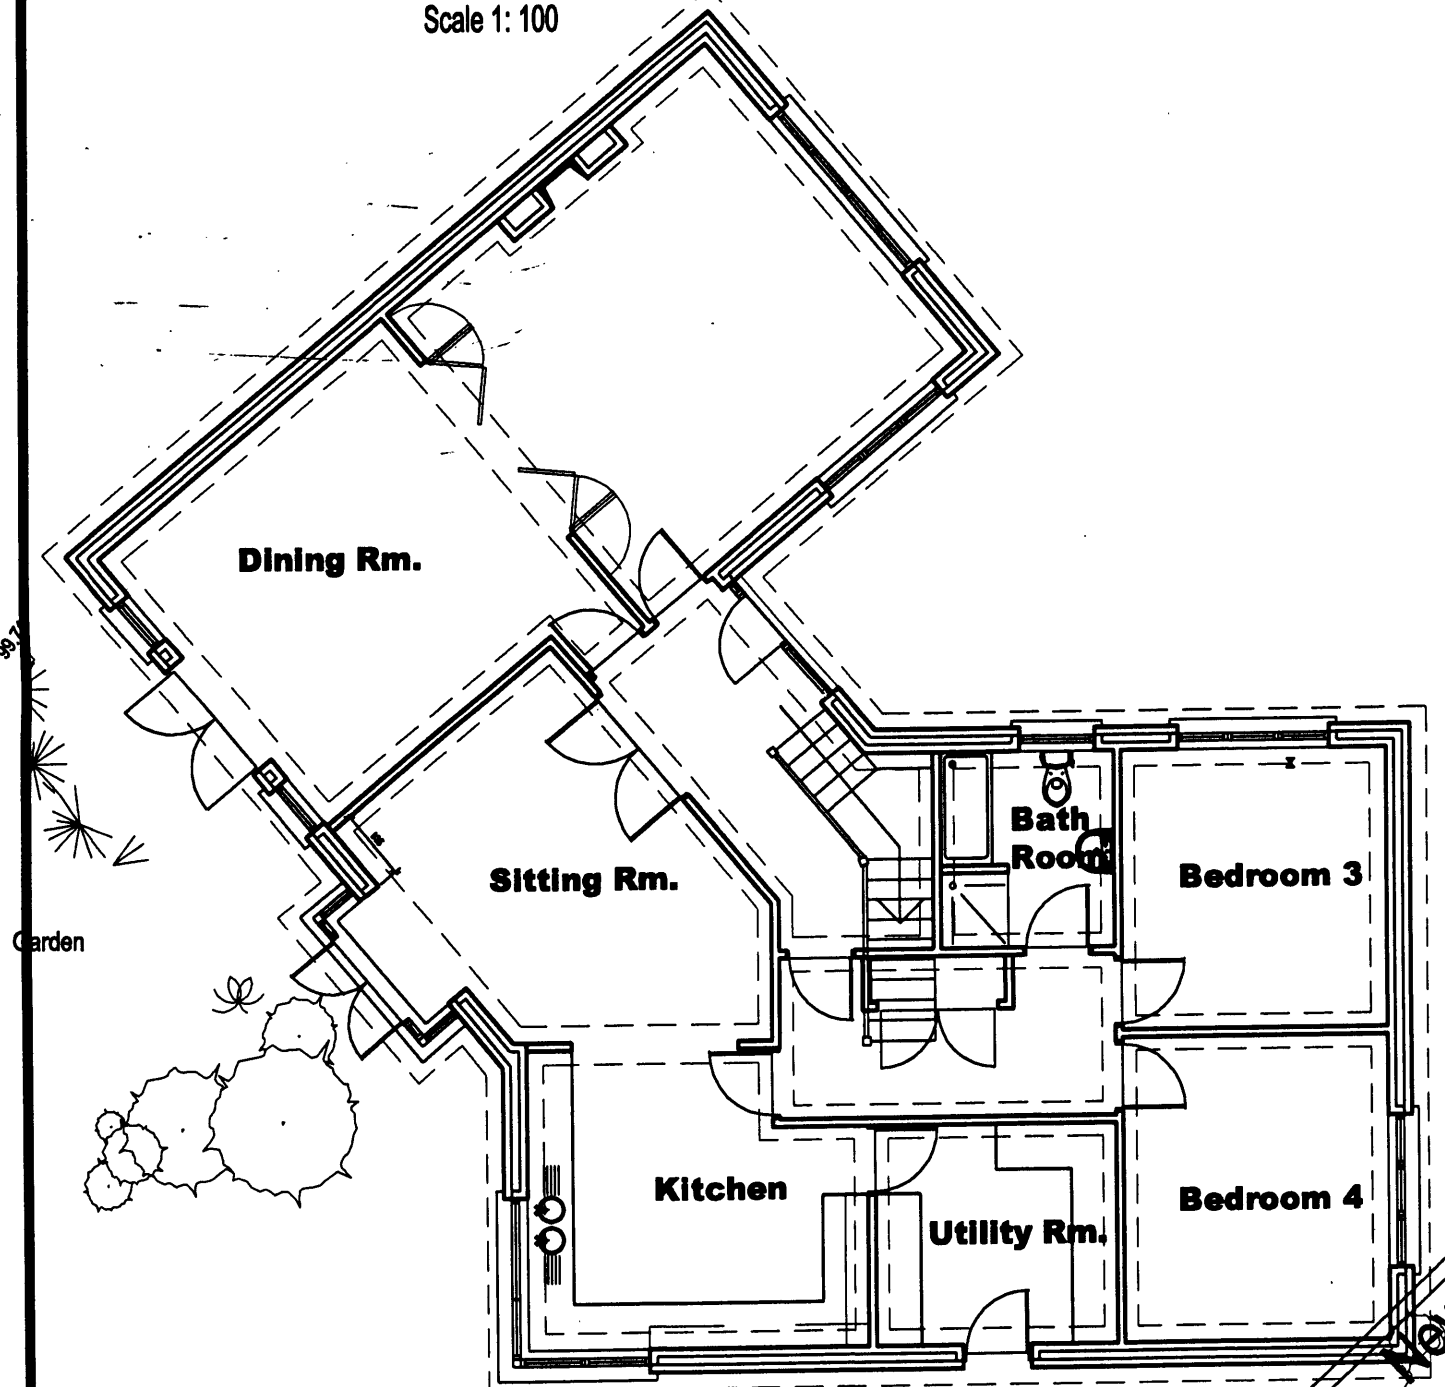 Scale 1: 100
Dining Rm.
Sitting Rm.
Bath
Room
Bedroom 3
Garden
Kitchen
Bedroom 4
Utility Rm.